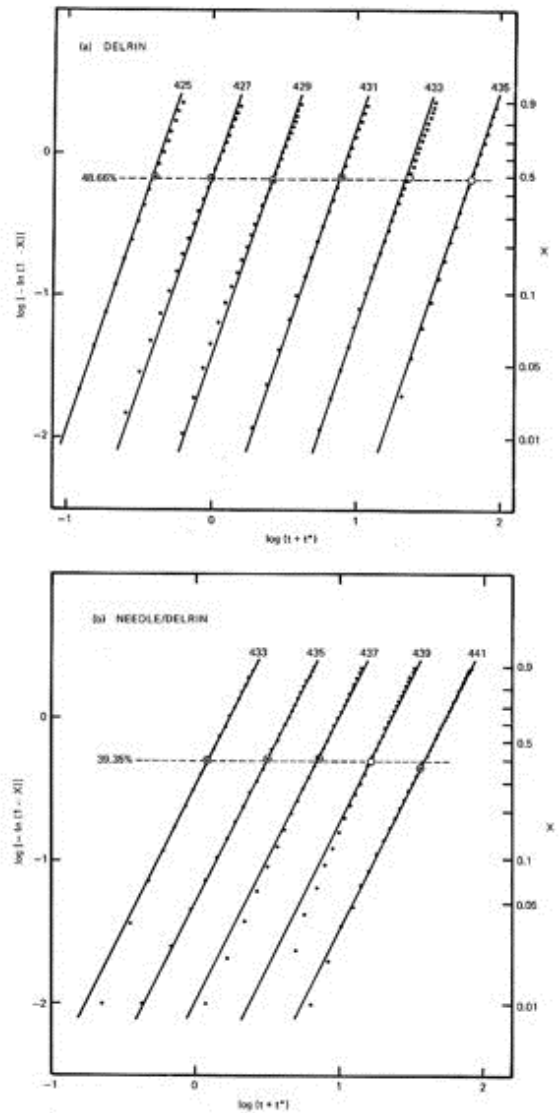 (a) DELRIN
425 427 429 431 433 435
0.9
0
48.66%
0.5
log [− ln (1 − X)]
X
−1
0.1
0.05
−2
0.01
−1 0 1 2
log (t + t*)
(b) NEEDLE/DELRIN
433 435 437 439 441
0.9
0
0.5
39.35%
log [− ln (1 − X)]
X
−1
0.1
0.05
−2
0.01
−1 0 1 2
log (t + t*)